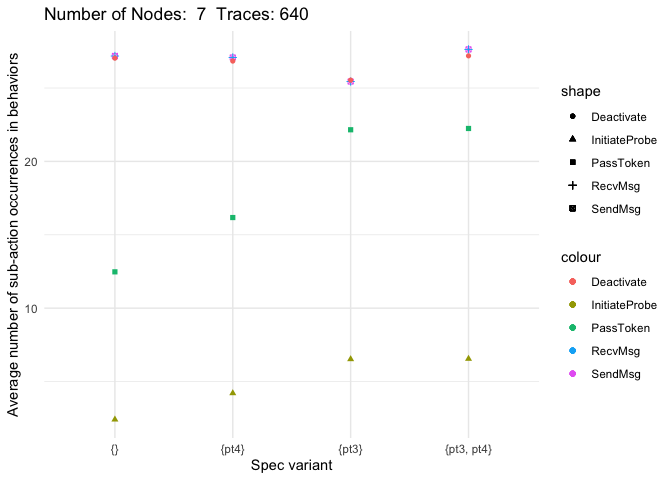 Number of Nodes:  7  Traces: 640
Average number of sub-action occurrences in behaviors
20
10
{}
{pt4}
{pt3}
{pt3, pt4}
Spec variant
shape
Deactivate
InitiateProbe
PassToken
RecvMsg
SendMsg
colour
Deactivate
InitiateProbe
PassToken
RecvMsg
SendMsg